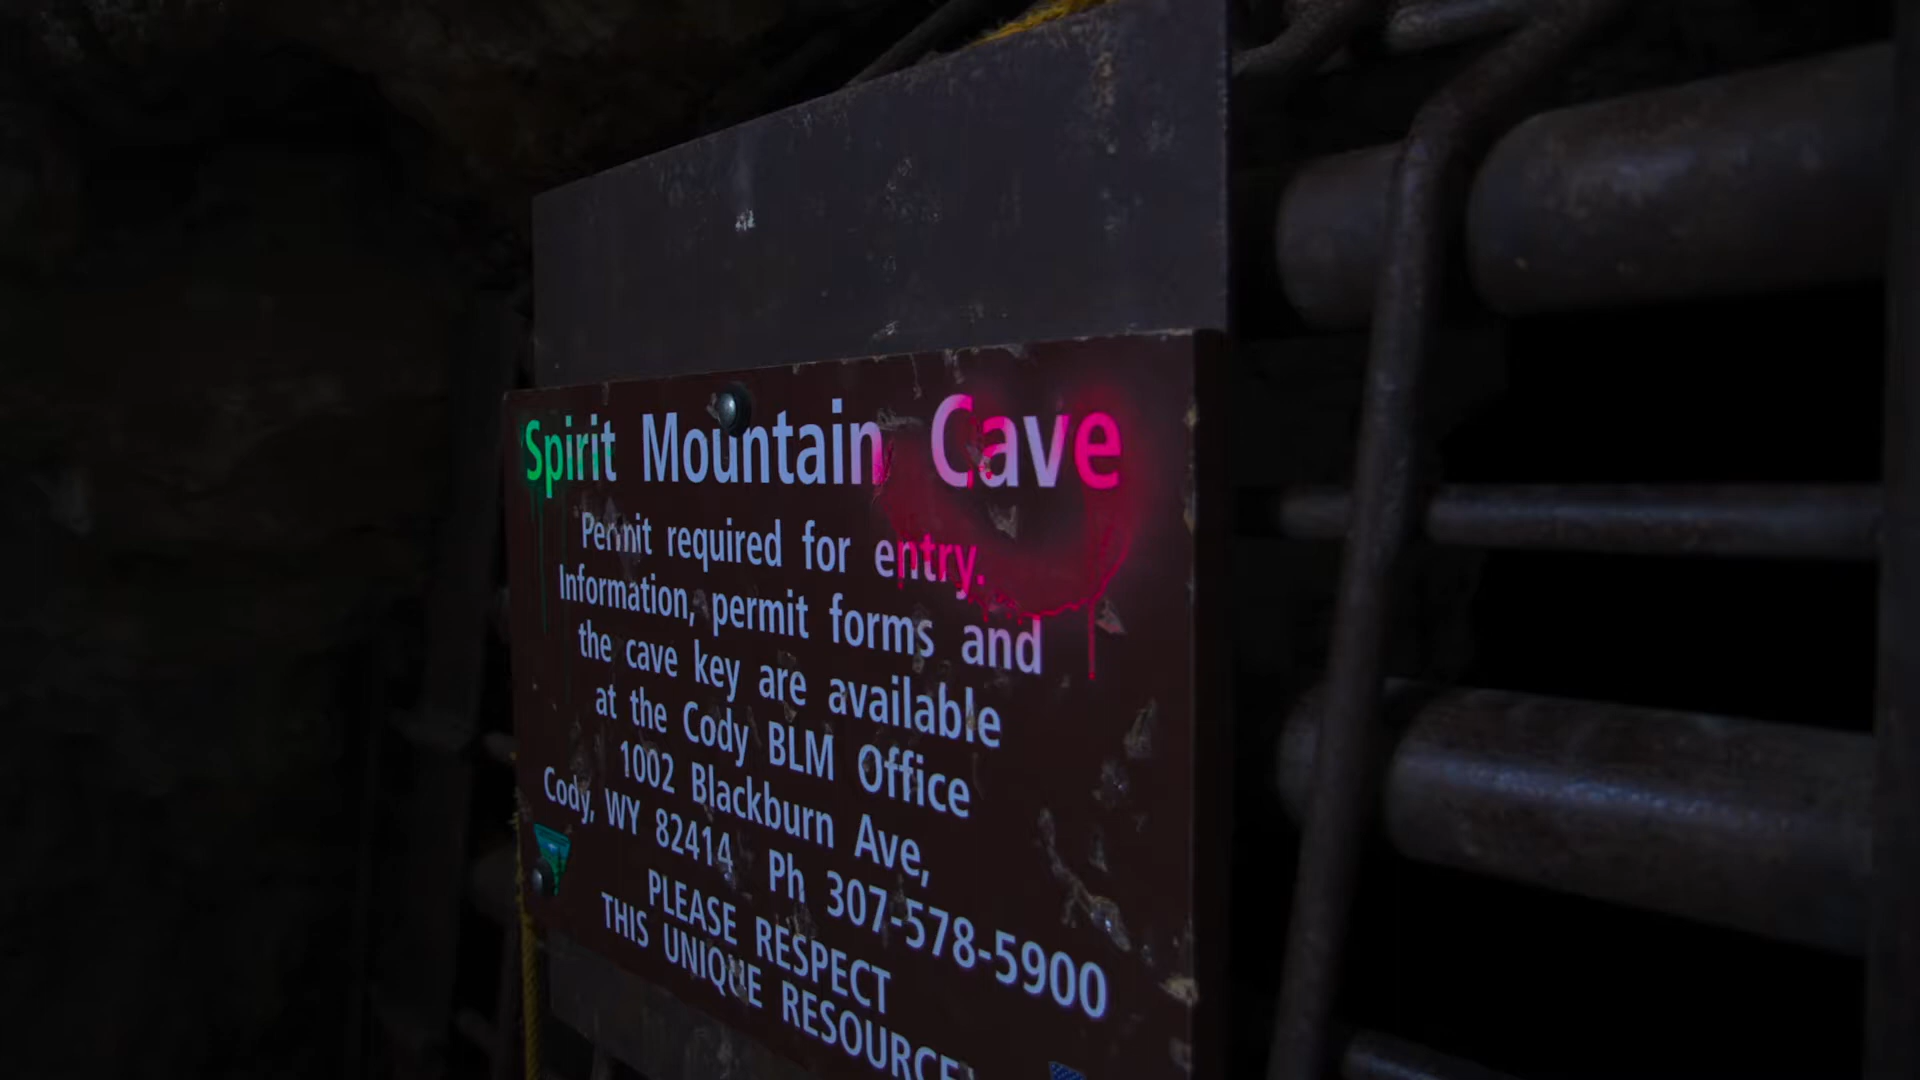 Spirit Mountain Cave
Permit required for entry.
Information, permit forms and
the cave key are available
at the Cody BLM Office
1002 Blackburn Ave,
Cody, WY 82414 Ph 307-578-5900
PLEASE RESPECT
THIS UNIQUE RESOURCE